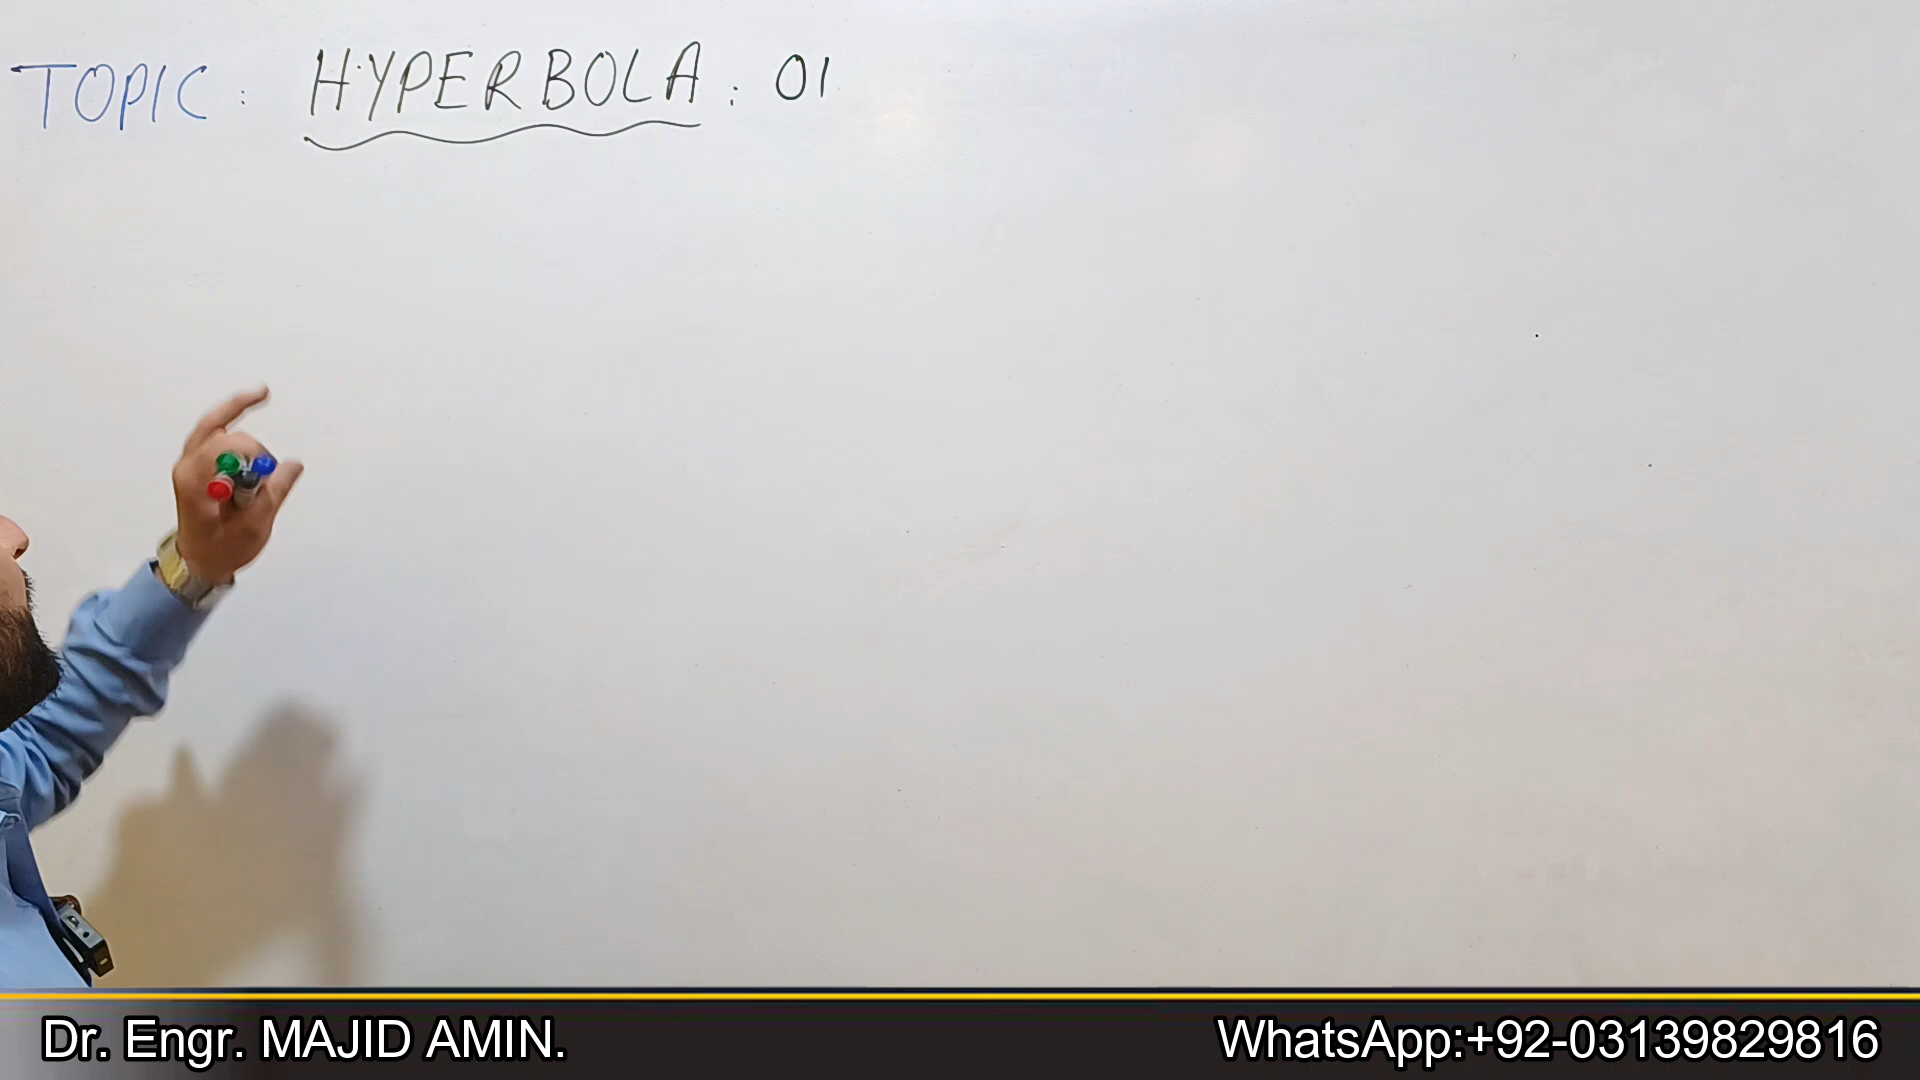 TOPIC : HYPERBOLA : 01
Dr. Engr. MAJID AMIN. WhatsApp:+92-03139829816